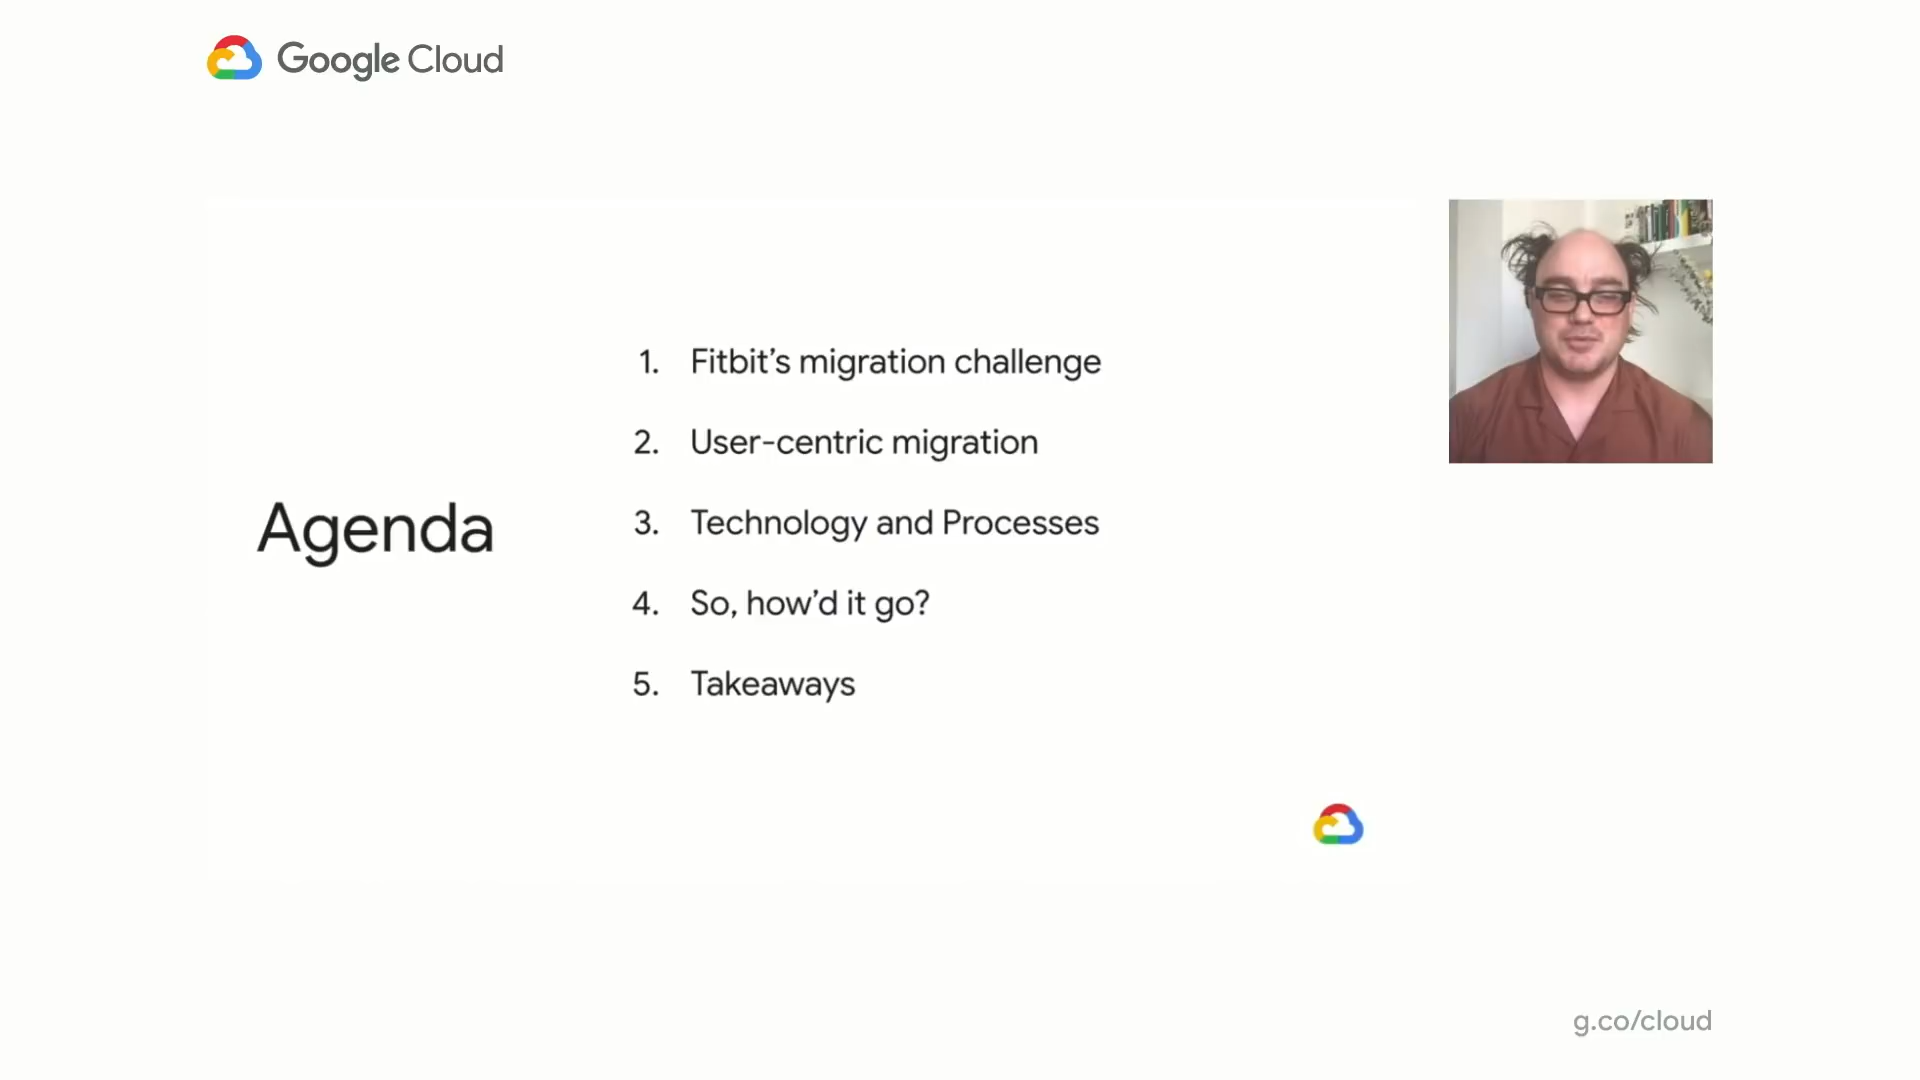 Google Cloud
Agenda
1. Fitbit’s migration challenge
2. User-centric migration
3. Technology and Processes
4. So, how’d it go?
5. Takeaways
g.co/cloud